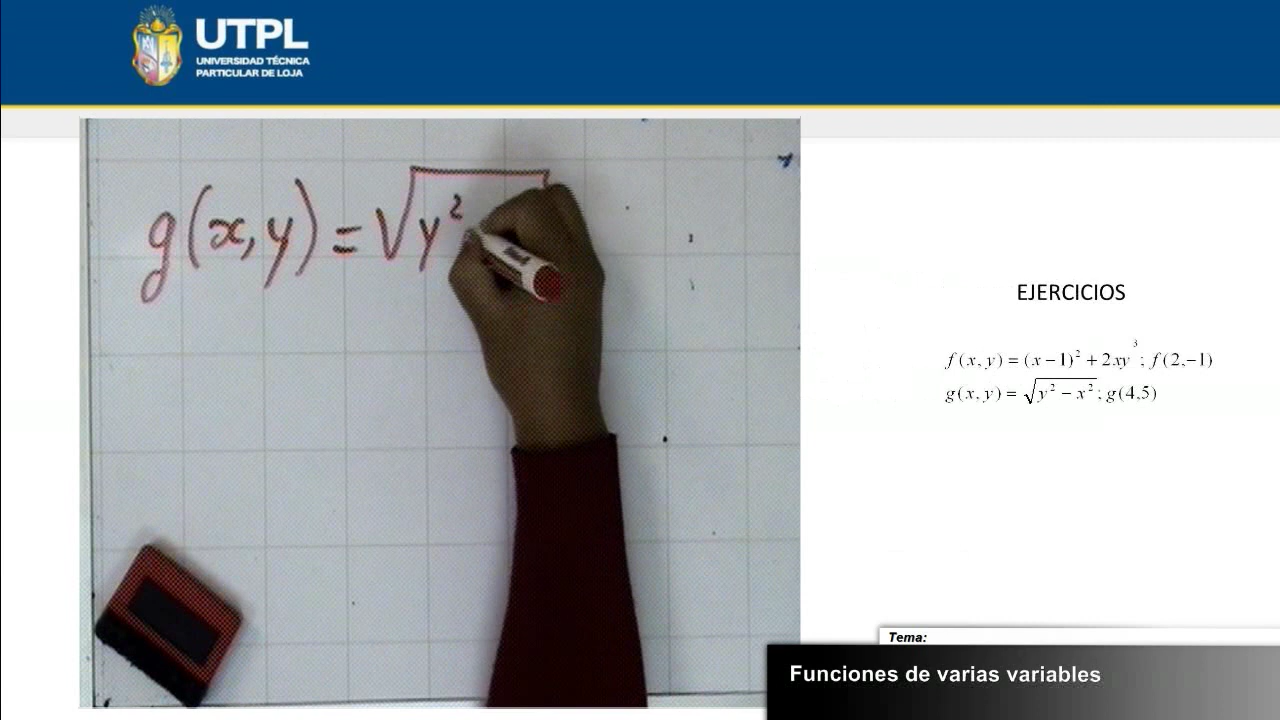 UTPL
UNIVERSIDAD TÉCNICA
PARTICULAR DE LOJA
g(x,y)=√y²
EJERCICIOS
f(x,y)=(x−1)²+2xy³; f(2,−1)
g(x,y)=√y²−x²; g(4,5)
Tema:
Funciones de varias variables